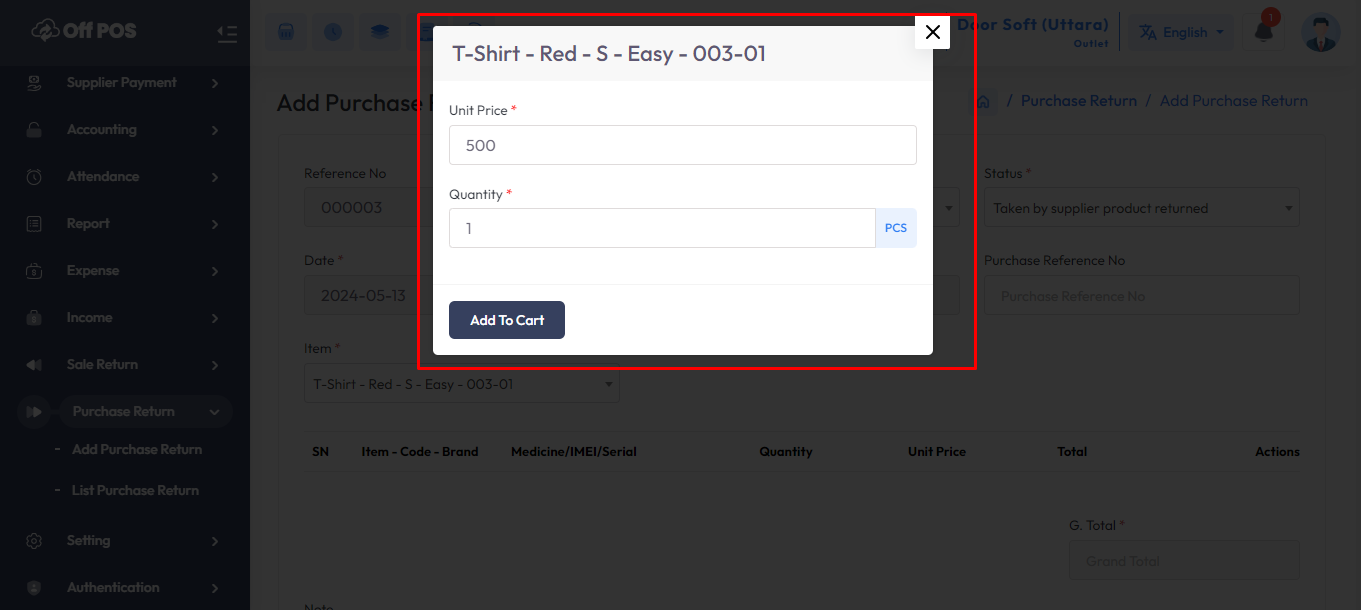 Off POS
Door Soft (Uttara)
Outlet
English
1
Supplier Payment
Accounting
Attendance
Report
Expense
Income
Sale Return
Purchase Return
- Add Purchase Return
- List Purchase Return
Setting
Authentication
Add Purchase
/ Purchase Return / Add Purchase Return
T-Shirt - Red - S - Easy - 003-01
Unit Price *
500
Quantity *
1
PCS
Add To Cart
Reference No
000003
Status *
Taken by supplier product returned
Date *
2024-05-13
Purchase Reference No
Purchase Reference No
Item *
T-Shirt - Red - S - Easy - 003-01
SN Item - Code - Brand Medicine/IMEI/Serial Quantity Unit Price Total Actions
G. Total *
Grand Total
Note